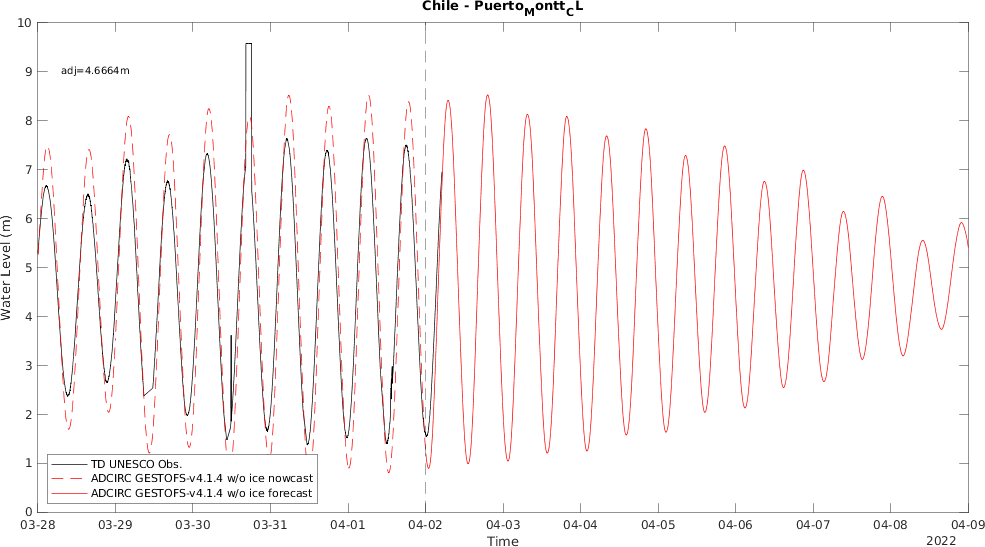 Chile - Puerto_Montt_CL
10
9
8
7
6
5
4
3
2
1
0
Water Level (m)
adj=4.6664m
TD UNESCO Obs.
ADCIRC GESTOFS-v4.1.4 w/o ice nowcast
ADCIRC GESTOFS-v4.1.4 w/o ice forecast
03-28 03-29 03-30 03-31 04-01 04-02 04-03 04-04 04-05 04-06 04-07 04-08 04-09
Time
2022